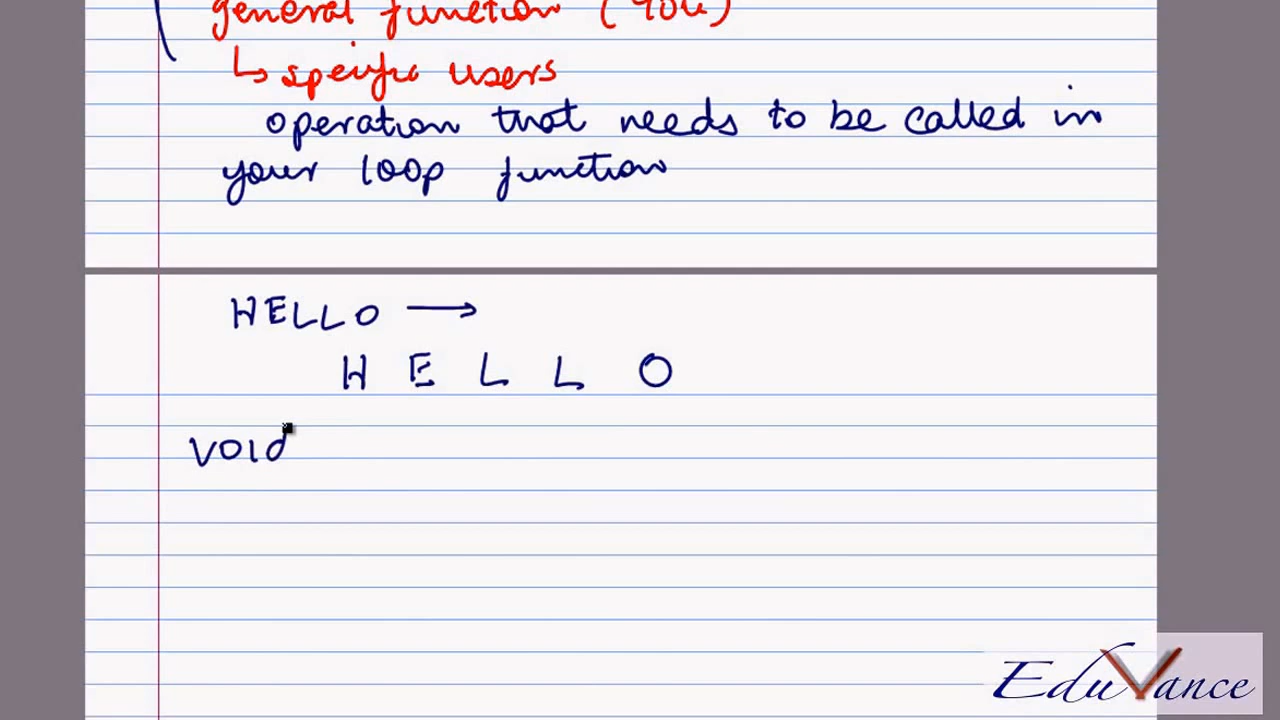 general function (You)
↳ specific users
operation that needs to be called in
your loop function
HELLO →
H E L L O
VOID
EduVance